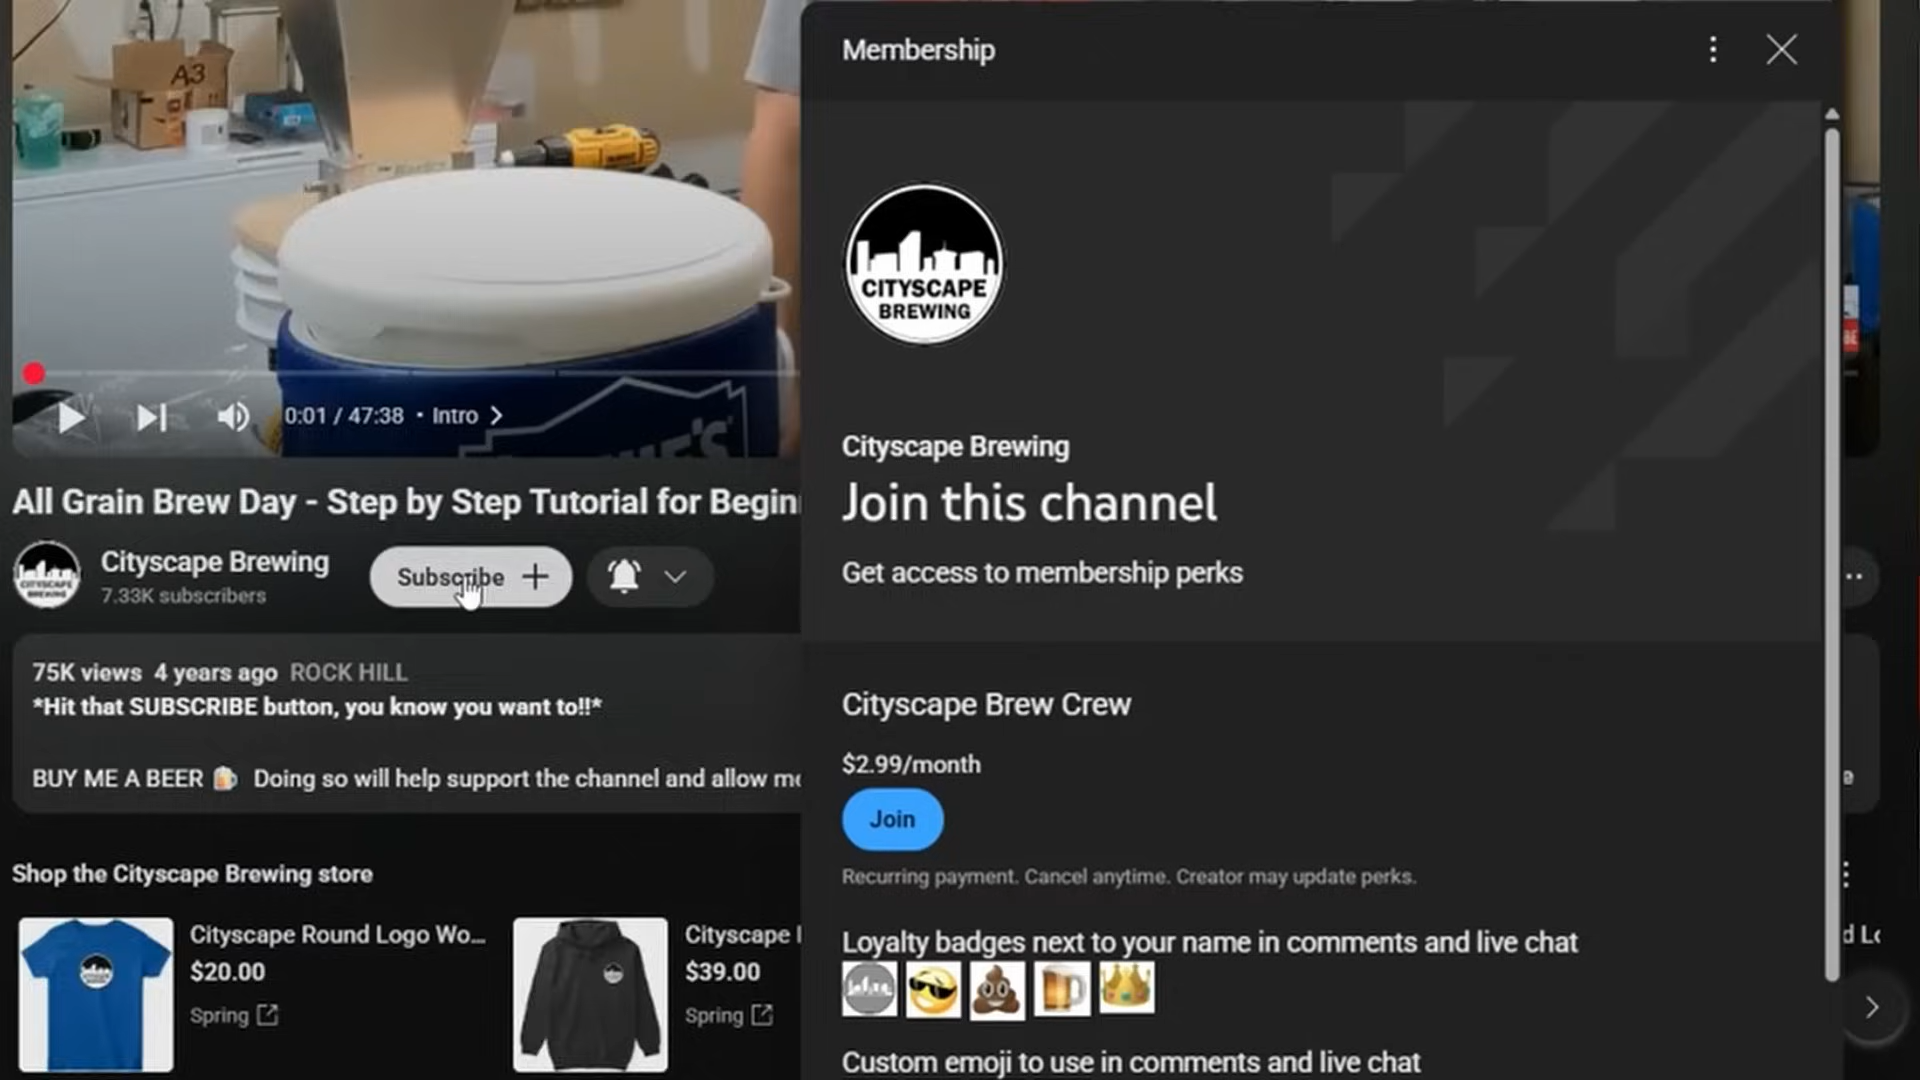 A3
LOWE'S
0:01 / 47:38 • Intro
All Grain Brew Day - Step by Step Tutorial for Begin
Cityscape Brewing
7.33K subscribers
Subscribe
75K views 4 years ago ROCK HILL
*Hit that SUBSCRIBE button, you know you want to!!*
BUY ME A BEER 🍺 Doing so will help support the channel and allow me
Shop the Cityscape Brewing store
Cityscape Round Logo Wo...
$20.00
Spring
Cityscape
$39.00
Spring
Membership
CITYSCAPE
BREWING
Cityscape Brewing
Join this channel
Get access to membership perks
Cityscape Brew Crew
$2.99/month
Join
Recurring payment. Cancel anytime. Creator may update perks.
Loyalty badges next to your name in comments and live chat
Custom emoji to use in comments and live chat